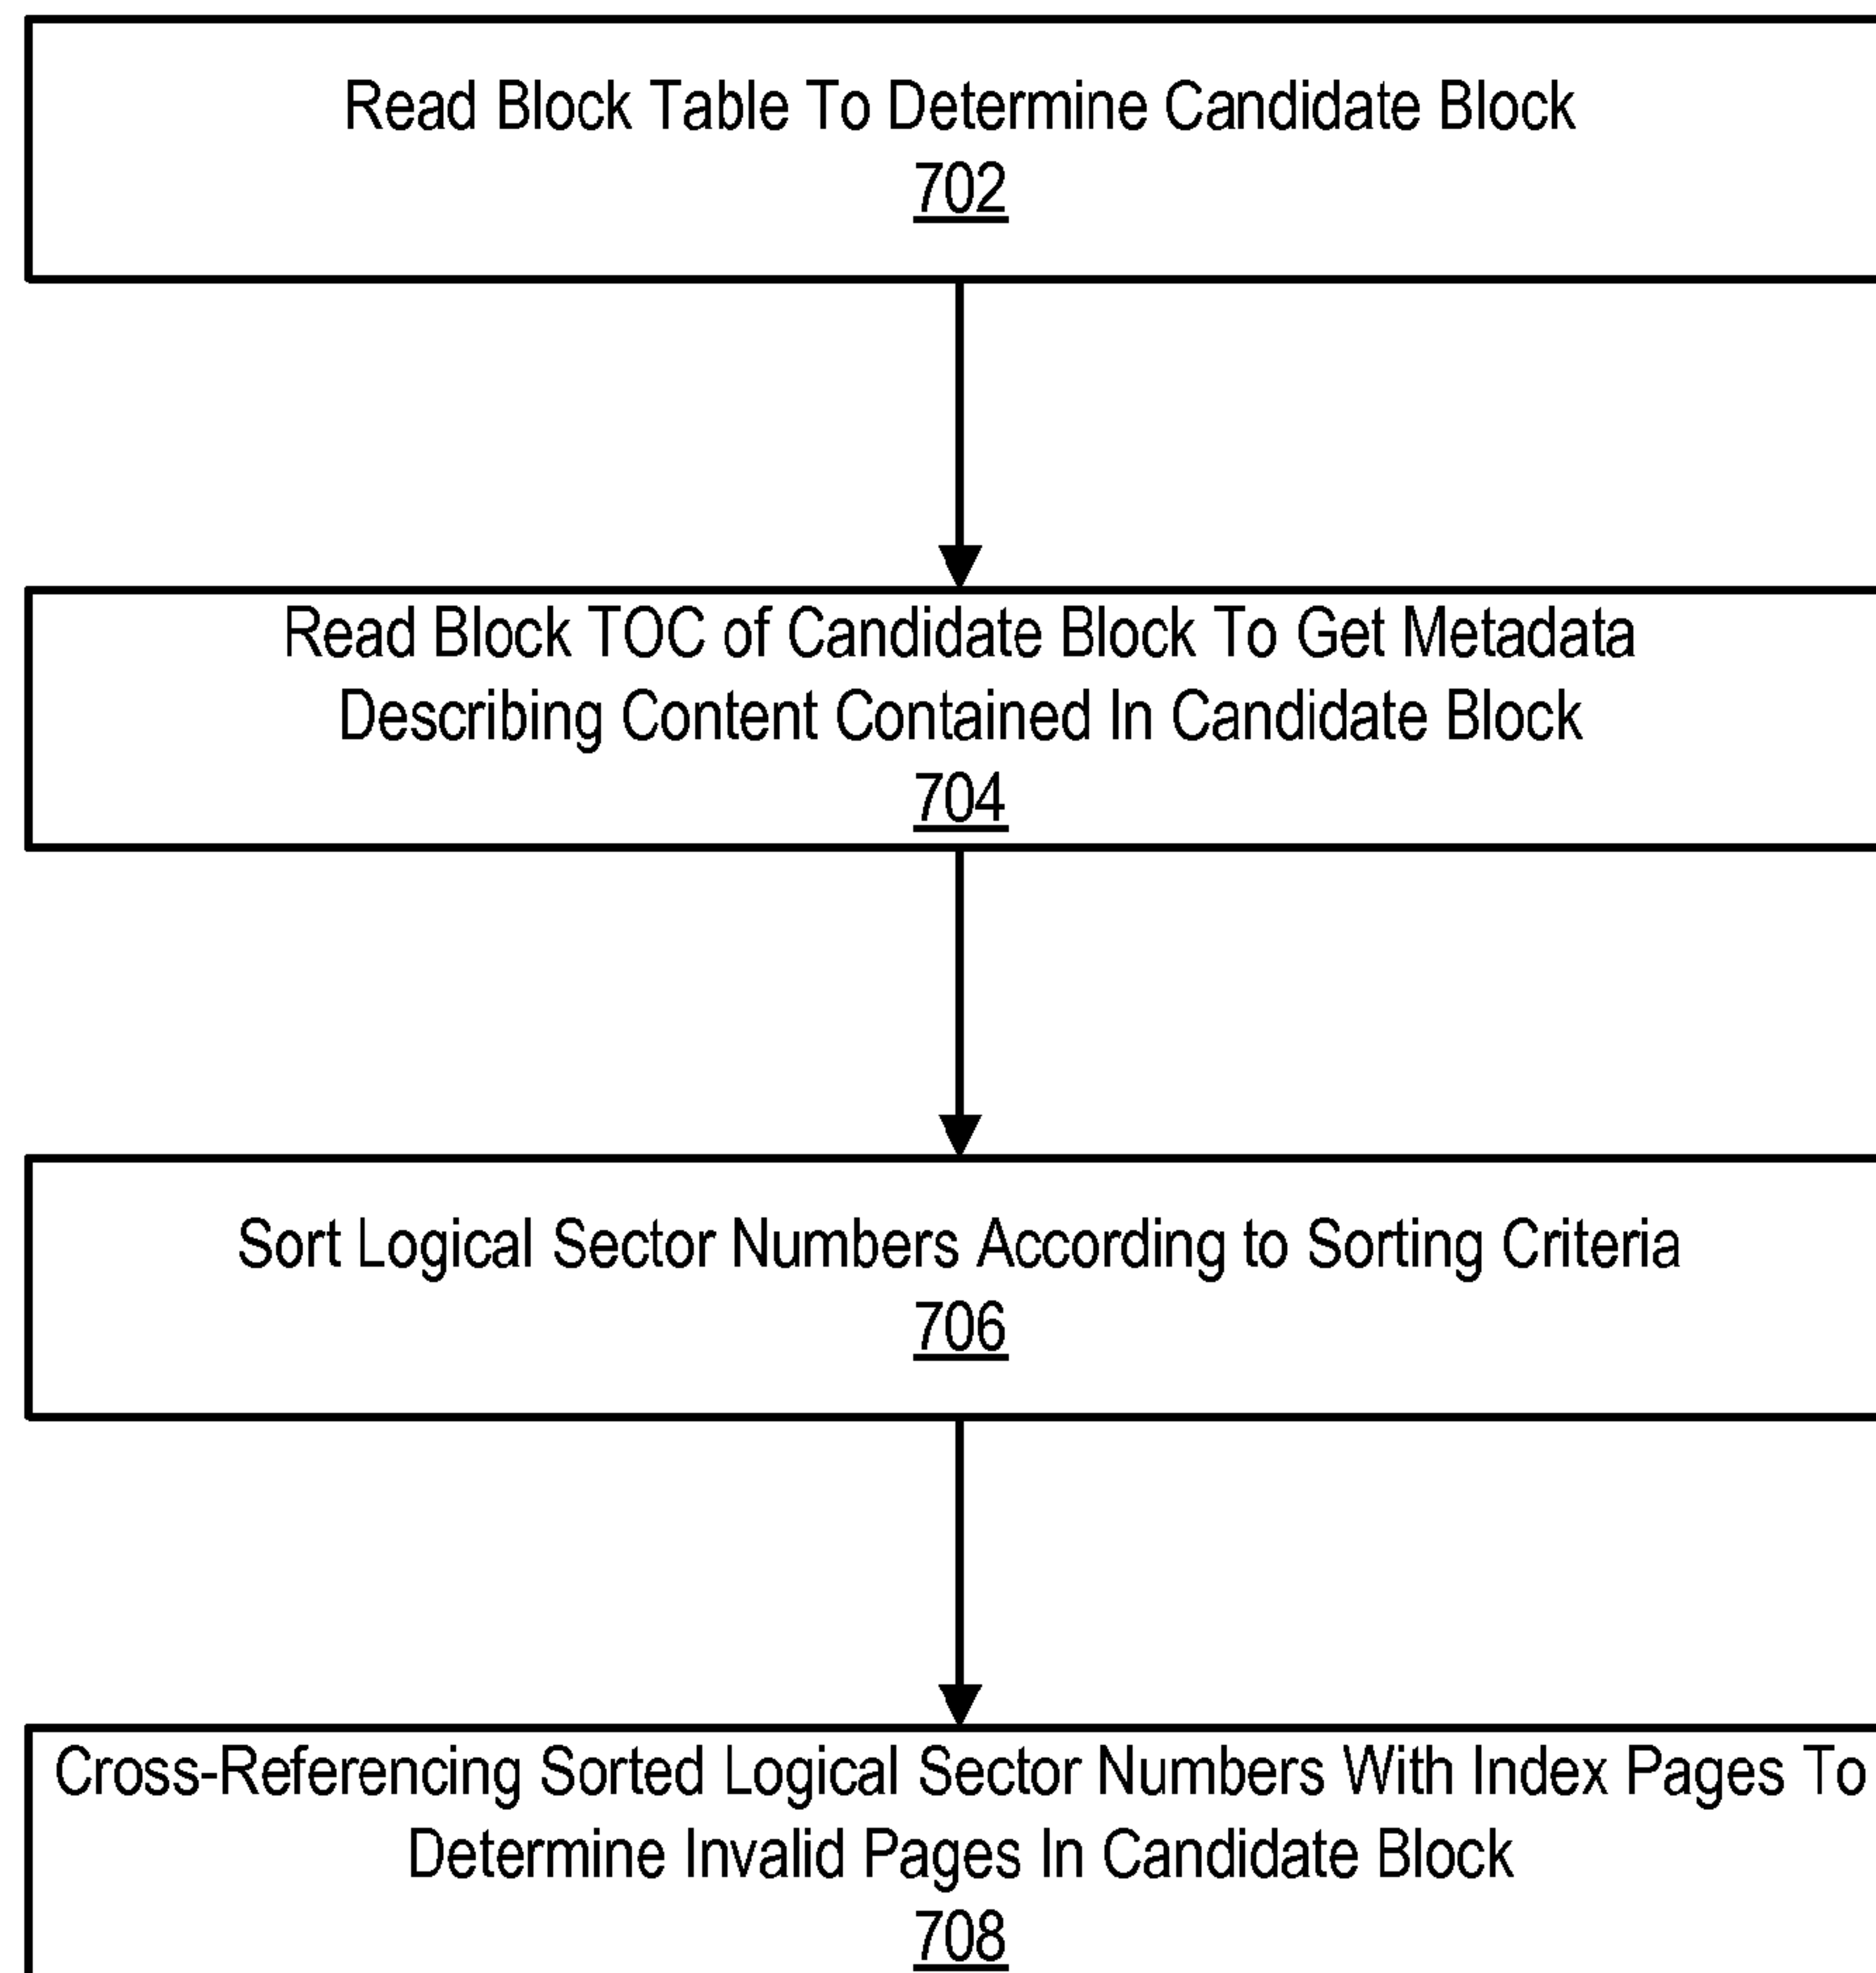 Read Block Table To Determine Candidate Block
702
Read Block TOC of Candidate Block To Get Metadata
Describing Content Contained In Candidate Block
704
Sort Logical Sector Numbers According to Sorting Criteria
706
Cross-Referencing Sorted Logical Sector Numbers With Index Pages To
Determine Invalid Pages In Candidate Block
708